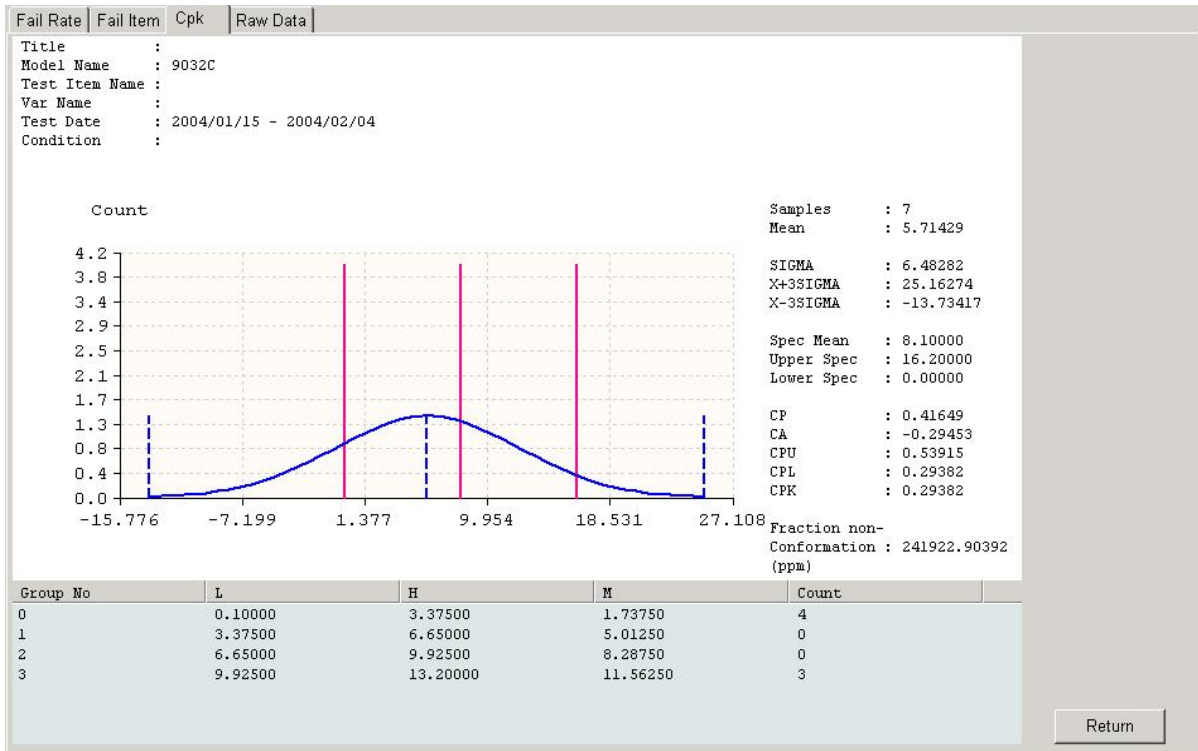 Fail Rate Fail Item Cpk Raw Data
Title :
Model Name : 9032C
Test Item Name :
Var Name :
Test Date : 2004/01/15 - 2004/02/04
Condition :
Count
4.2
3.8
3.4
2.9
2.5
2.1
1.7
1.3
0.8
0.4
0.0
-15.776 -7.199 1.377 9.954 18.531 27.108
Samples : 7
Mean : 5.71429
SIGMA : 6.48282
X+3SIGMA : 25.16274
X-3SIGMA : -13.73417
Spec Mean : 8.10000
Upper Spec : 16.20000
Lower Spec : 0.00000
CP : 0.41649
CA : -0.29453
CPU : 0.53915
CPL : 0.29382
CPK : 0.29382
Fraction non-
Conformation : 241922.90392
(ppm)
Group No L H M Count
0 0.10000 3.37500 1.73750 4
1 3.37500 6.65000 5.01250 0
2 6.65000 9.92500 8.28750 0
3 9.92500 13.20000 11.56250 3
Return